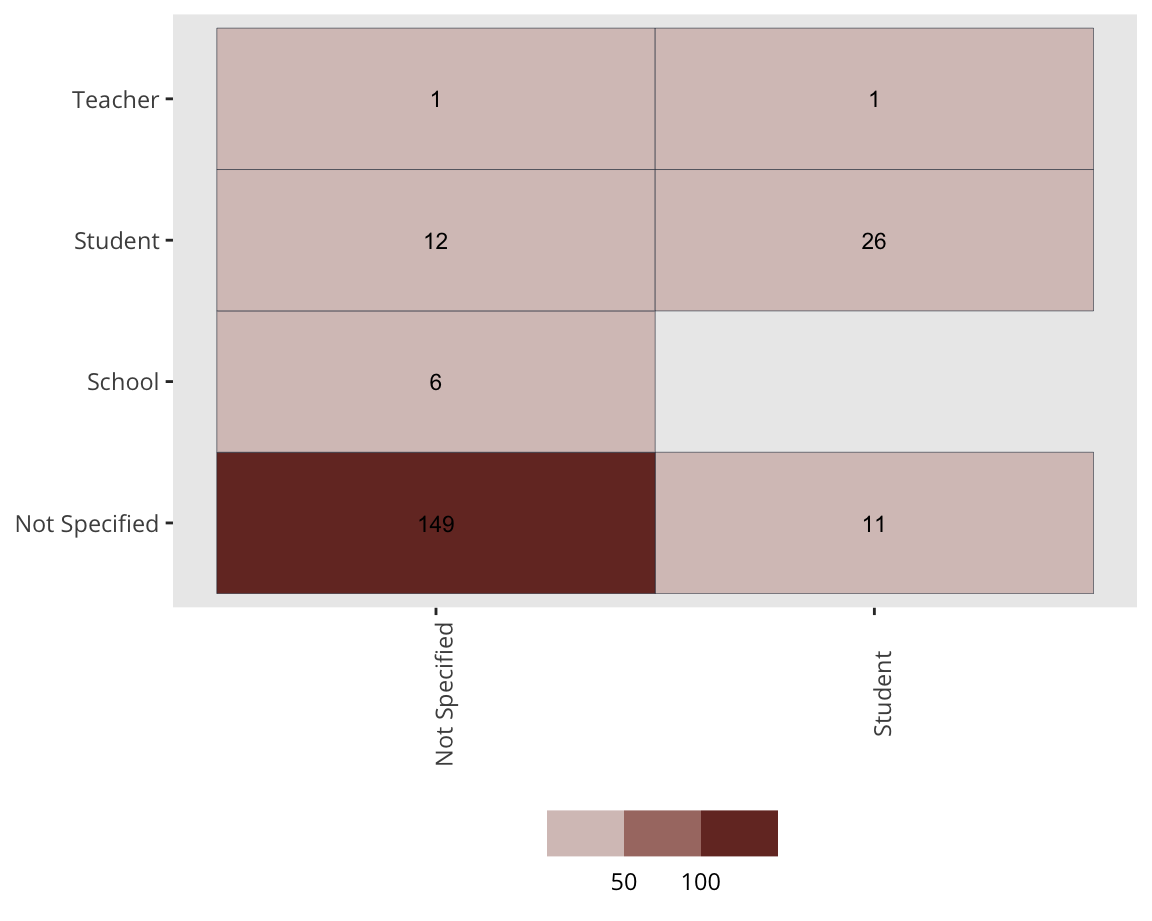 Teacher
1
1
Student
12
26
School
6
Not Specified
149
11
Not Specified
Student
50
100